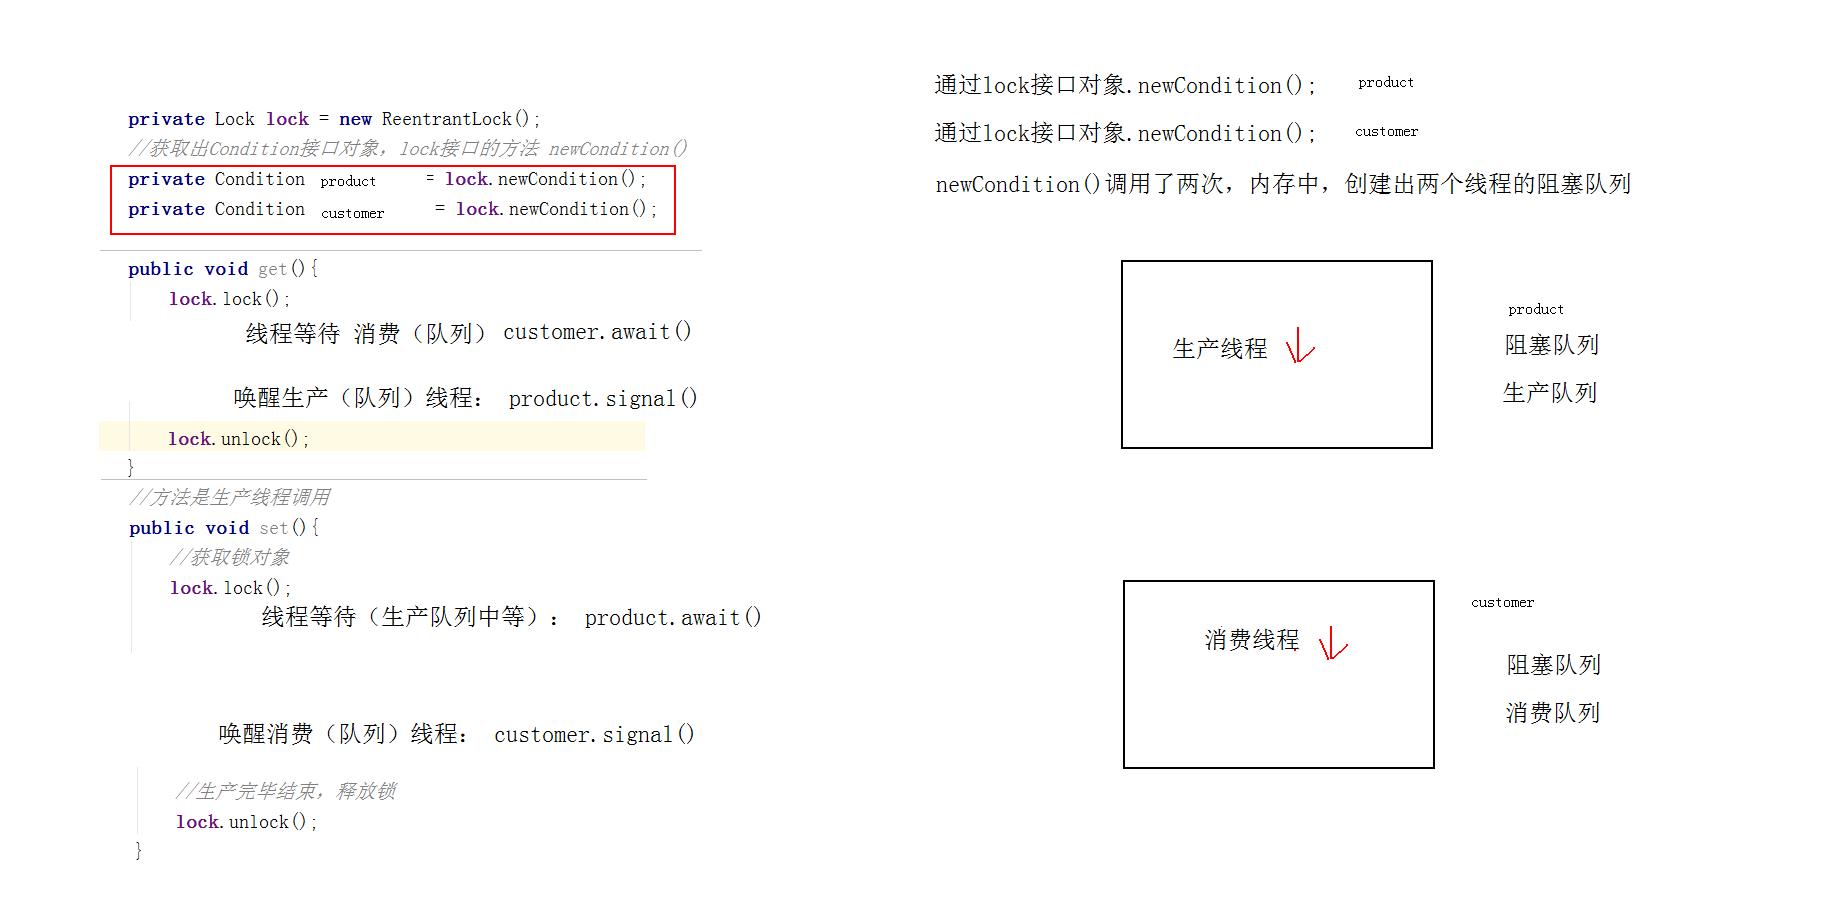 private Lock lock = new ReentrantLock();
//获取出Condition接口对象，lock接口的方法 newCondition()
private Condition product = lock.newCondition();
private Condition customer = lock.newCondition();
public void get(){
lock.lock();
线程等待 消费（队列） customer.await()
唤醒生产（队列）线程： product.signal()
lock.unlock();
}
//方法是生产线程调用
public void set(){
//获取锁对象
lock.lock();
线程等待（生产队列中等）： product.await()
唤醒消费（队列）线程： customer.signal()
//生产完毕结束，释放锁
lock.unlock();
}
通过lock接口对象.newCondition(); product
通过lock接口对象.newCondition(); customer
newCondition()调用了两次，内存中，创建出两个线程的阻塞队列
生产线程
product
阻塞队列
生产队列
消费线程
customer
阻塞队列
消费队列